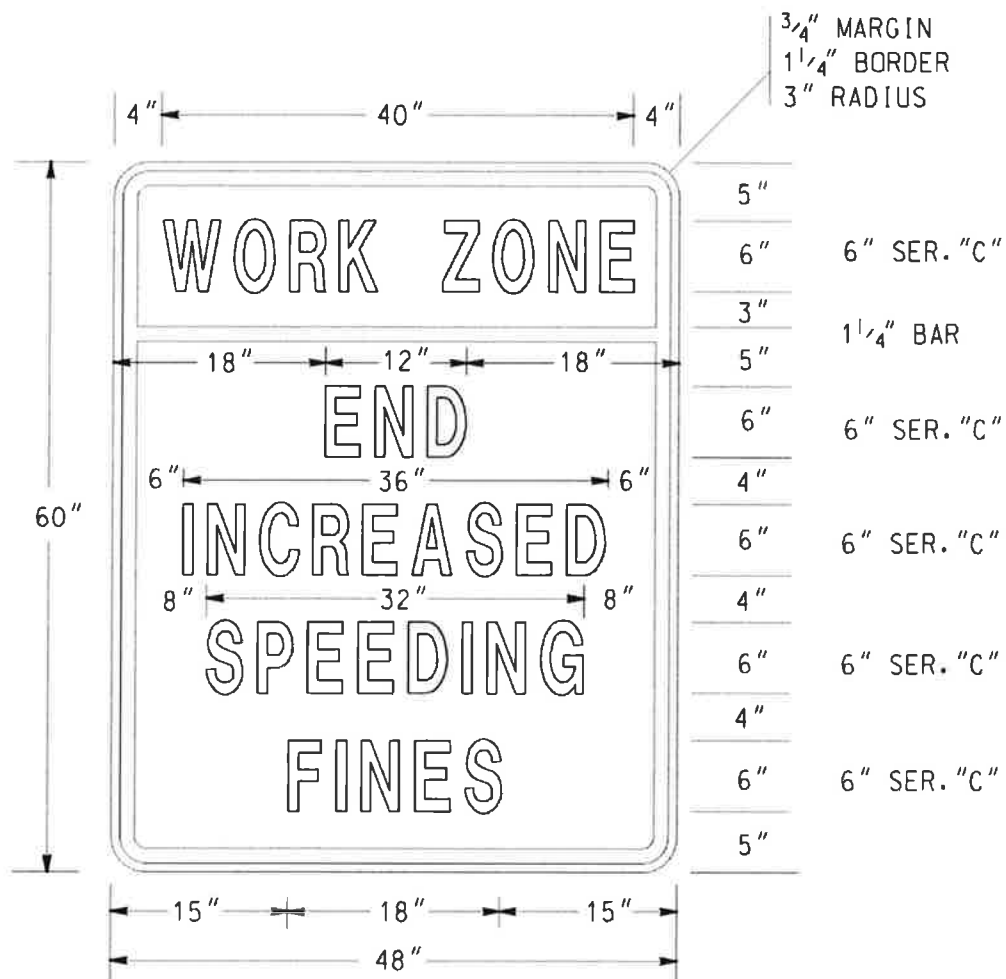 3/4" MARGIN
1 1/4" BORDER
3" RADIUS
4" 40" 4"
5"
WORK ZONE 6" 6" SER. "C"
3"
1 1/4" BAR
18" 12" 18" 5"
END 6" 6" SER. "C"
6" 36" 6" 4"
60"
INCREASED 6" 6" SER. "C"
8" 32" 8" 4"
SPEEDING 6" 6" SER. "C"
4"
FINES 6" 6" SER. "C"
5"
15" 18" 15"
48"